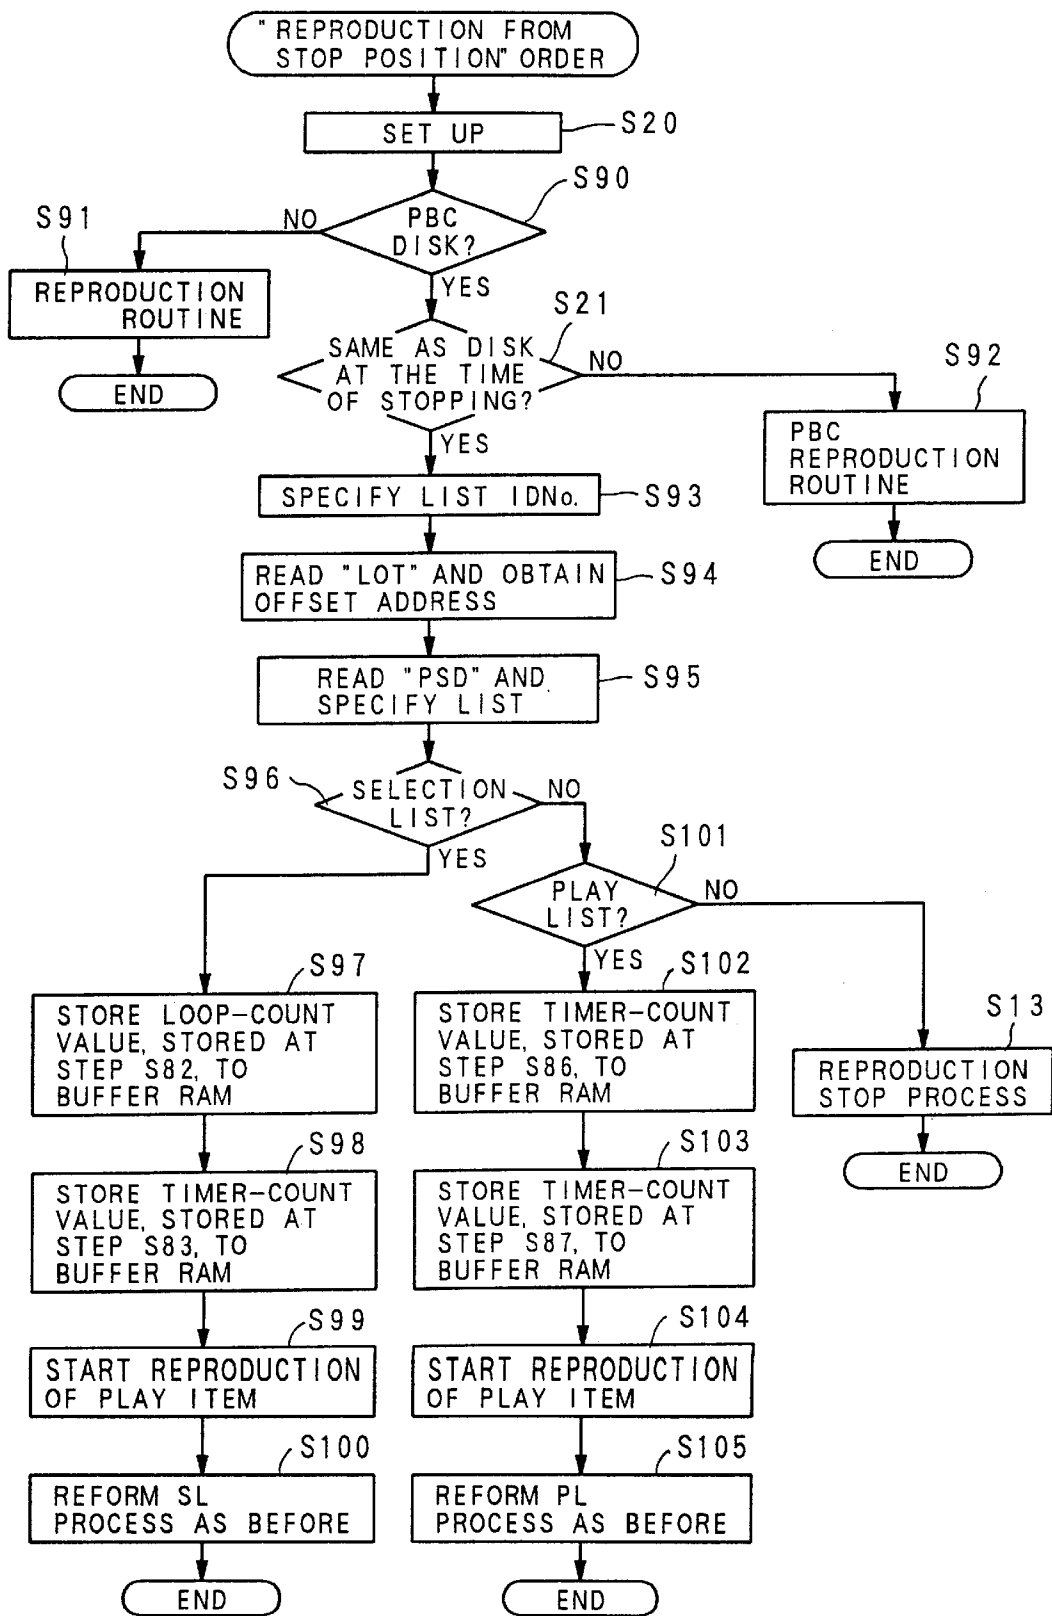 "REPRODUCTION FROM
STOP POSITION" ORDER
SET UP
S20
S90
PBC
DISK?
NO
YES
S91
REPRODUCTION
ROUTINE
END
S21
SAME AS DISK
AT THE TIME
OF STOPPING?
NO
YES
S92
PBC
REPRODUCTION
ROUTINE
END
SPECIFY LIST IDNo.
S93
READ "LOT" AND OBTAIN
OFFSET ADDRESS
S94
READ "PSD" AND
SPECIFY LIST
S95
S96
SELECTION
LIST?
NO
YES
S101
PLAY
LIST?
NO
YES
S97
STORE LOOP-COUNT
VALUE, STORED AT
STEP S82, TO
BUFFER RAM
S102
STORE TIMER-COUNT
VALUE, STORED AT
STEP S86, TO
BUFFER RAM
S13
REPRODUCTION
STOP PROCESS
END
S98
STORE TIMER-COUNT
VALUE, STORED AT
STEP S83, TO
BUFFER RAM
S103
STORE TIMER-COUNT
VALUE, STORED AT
STEP S87, TO
BUFFER RAM
S99
START REPRODUCTION
OF PLAY ITEM
S104
START REPRODUCTION
OF PLAY ITEM
S100
REFORM SL
PROCESS AS BEFORE
S105
REFORM PL
PROCESS AS BEFORE
END
END